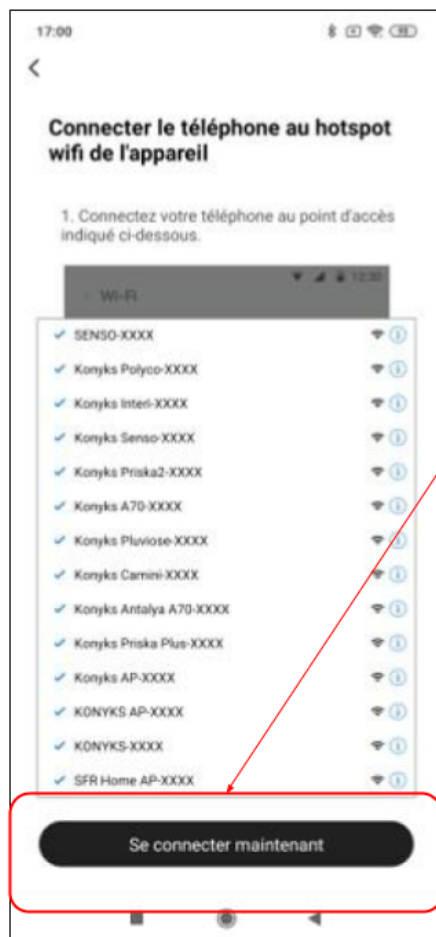 17:00
Connecter le téléphone au hotspot
wifi de l'appareil
1. Connectez votre téléphone au point d'accès
indiqué ci-dessous.
12:30
Wi-Fi
SENSO-XXXX
Konyks Polyco-XXXX
Konyks Interi-XXXX
Konyks Senso-XXXX
Konyks Priska2-XXXX
Konyks A70-XXXX
Konyks Pluviose-XXXX
Konyks Camini-XXXX
Konyks Antalya A70-XXXX
Konyks Priska Plus-XXXX
Konyks AP-XXXX
KONYKS AP-XXXX
KONYKS-XXXX
SFR Home AP-XXXX
Se connecter maintenant